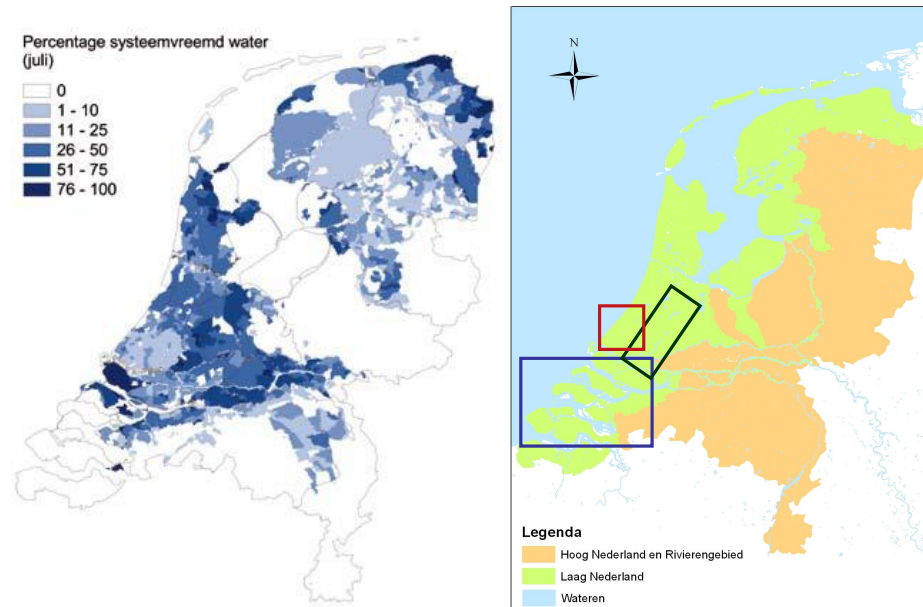 Percentage systeemvreemd water
(juli)
0
1 - 10
11 - 25
26 - 50
51 - 75
76 - 100
N
Legenda
Hoog Nederland en Rivierengebied
Laag Nederland
Wateren